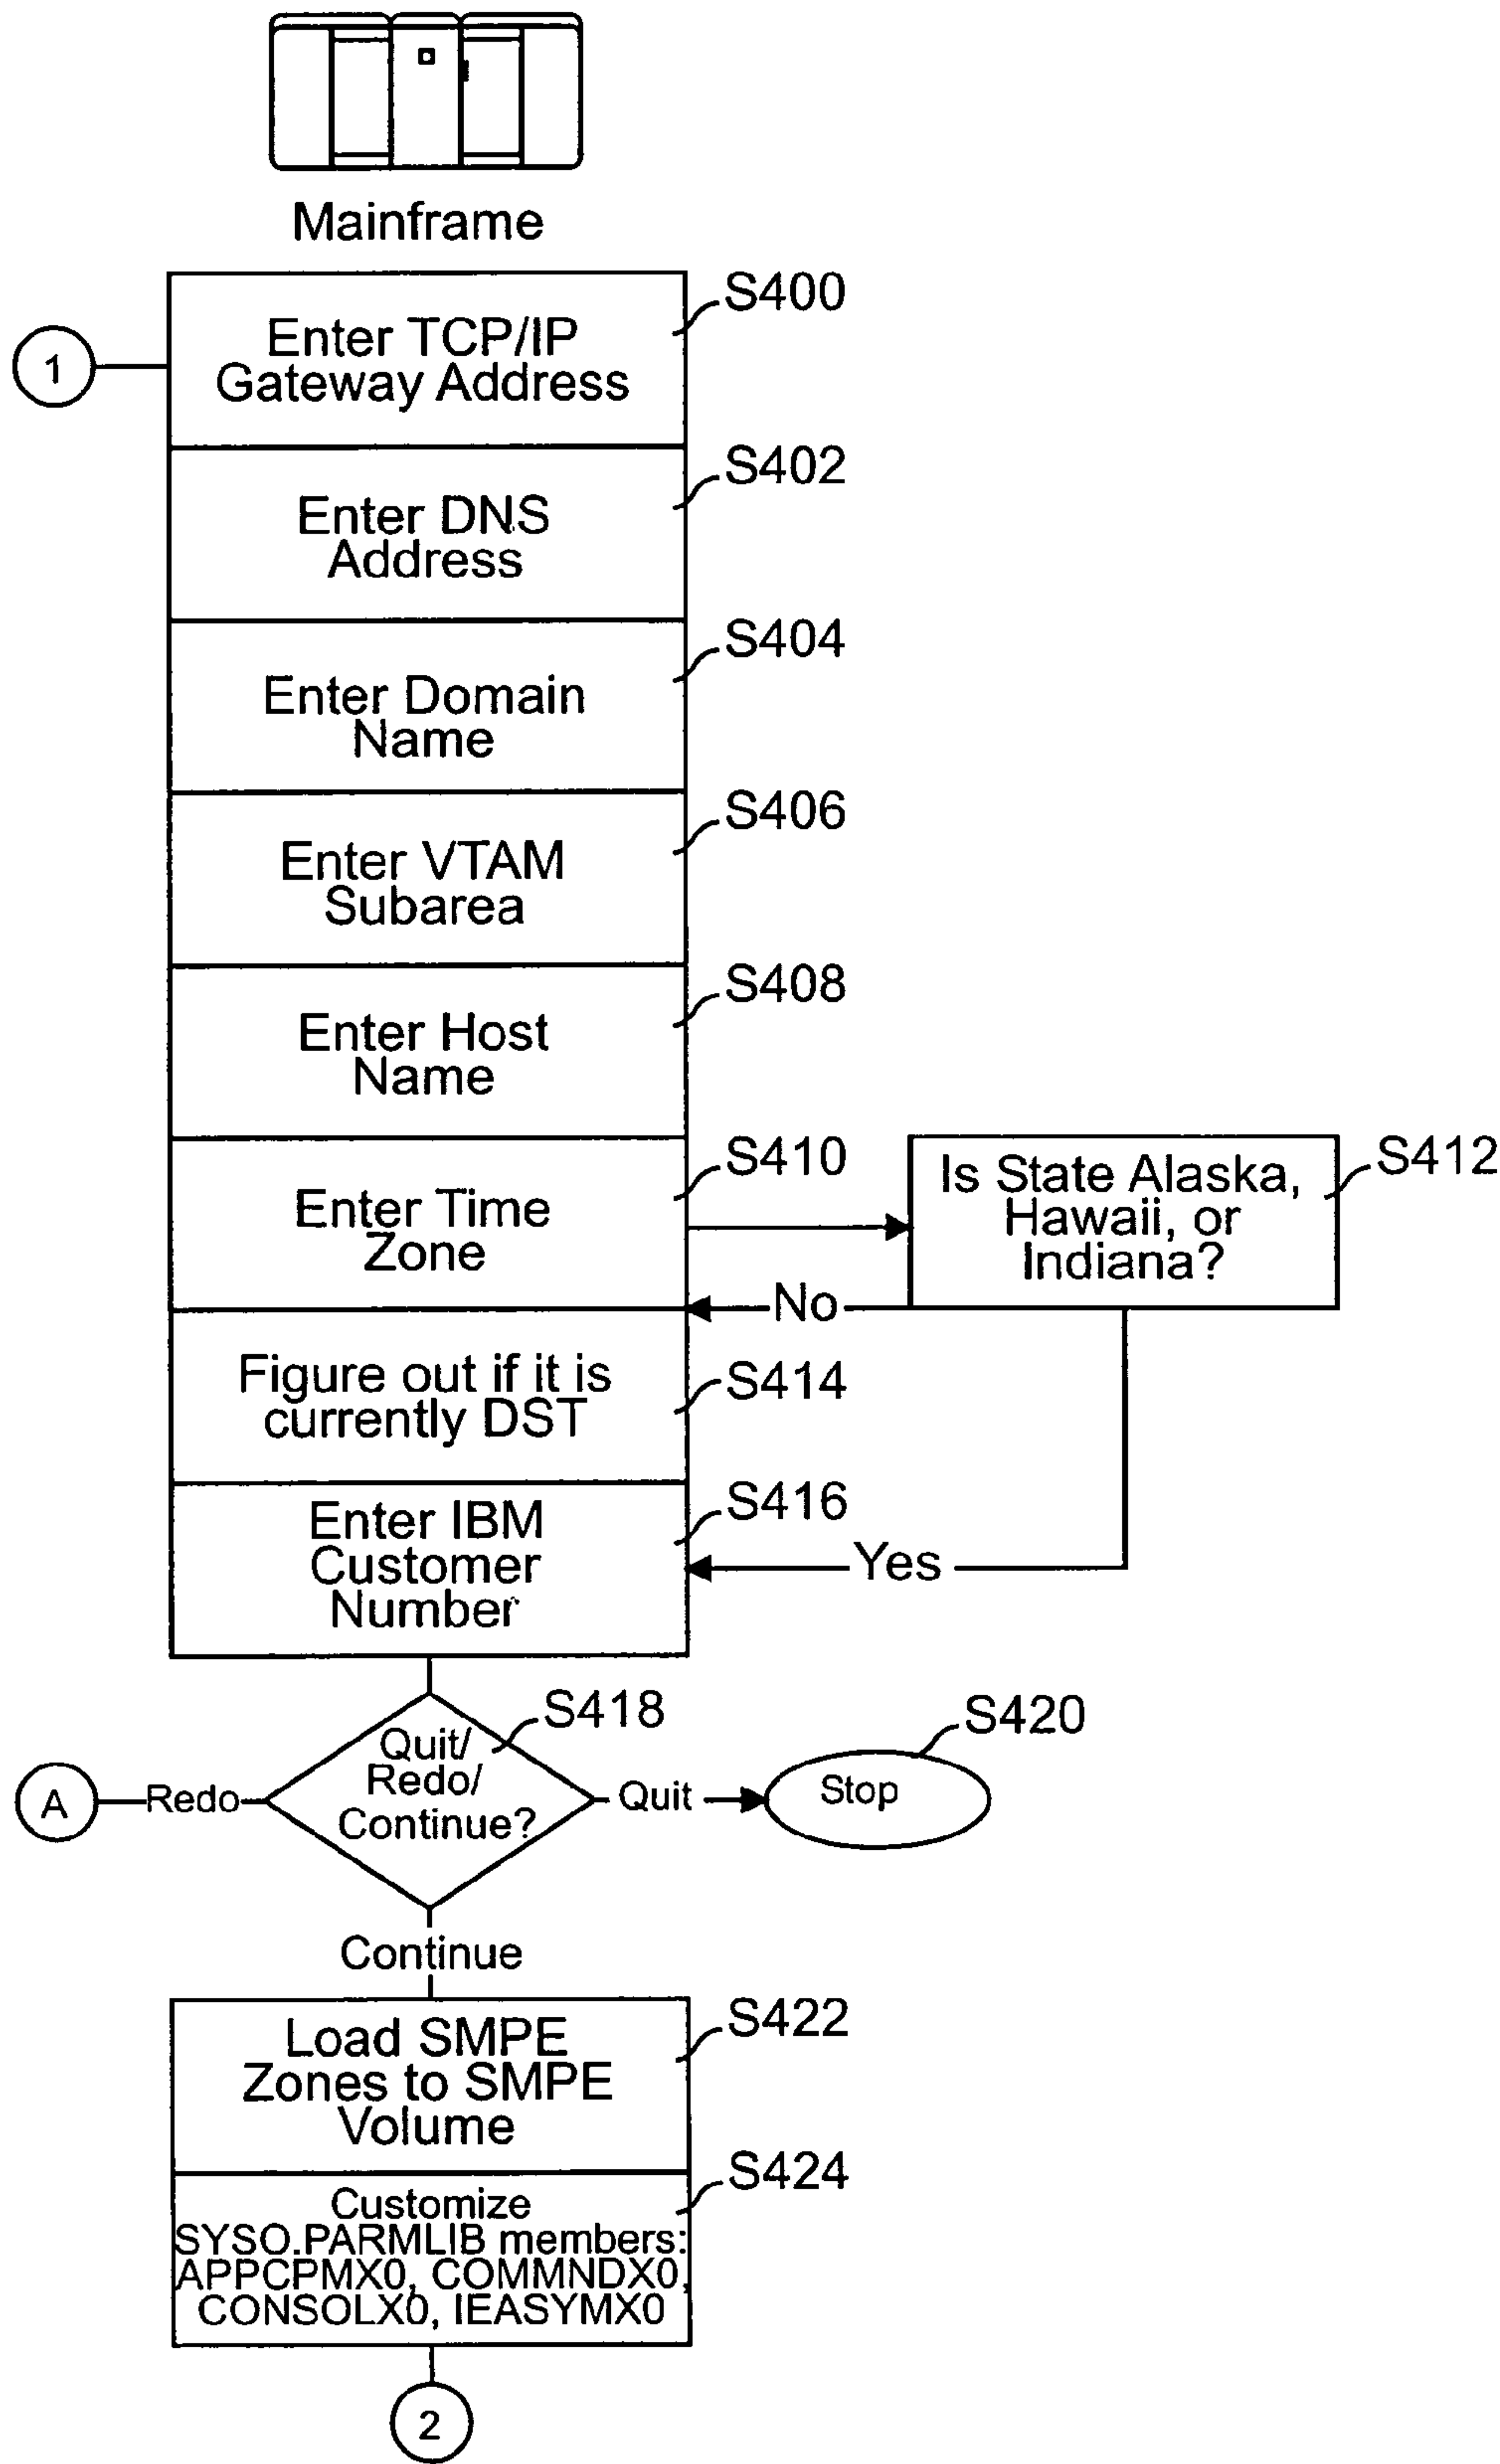 Mainframe
S400
1
Enter TCP/IP
Gateway Address
S402
Enter DNS
Address
S404
Enter Domain
Name
S406
Enter VTAM
Subarea
S408
Enter Host
Name
S410
Enter Time
Zone
S412
Is State Alaska,
Hawaii, or
Indiana?
No
Figure out if it is
currently DST
S414
S416
Enter IBM
Customer
Number
Yes
S418
Quit/
Redo/
Continue?
A
Redo
Quit
S420
Stop
Continue
S422
Load SMPE
Zones to SMPE
Volume
S424
Customize
SYSO.PARMLIB members:
APPCPMX0, COMMNDX0,
CONSOLX0, IEASYMX0
2